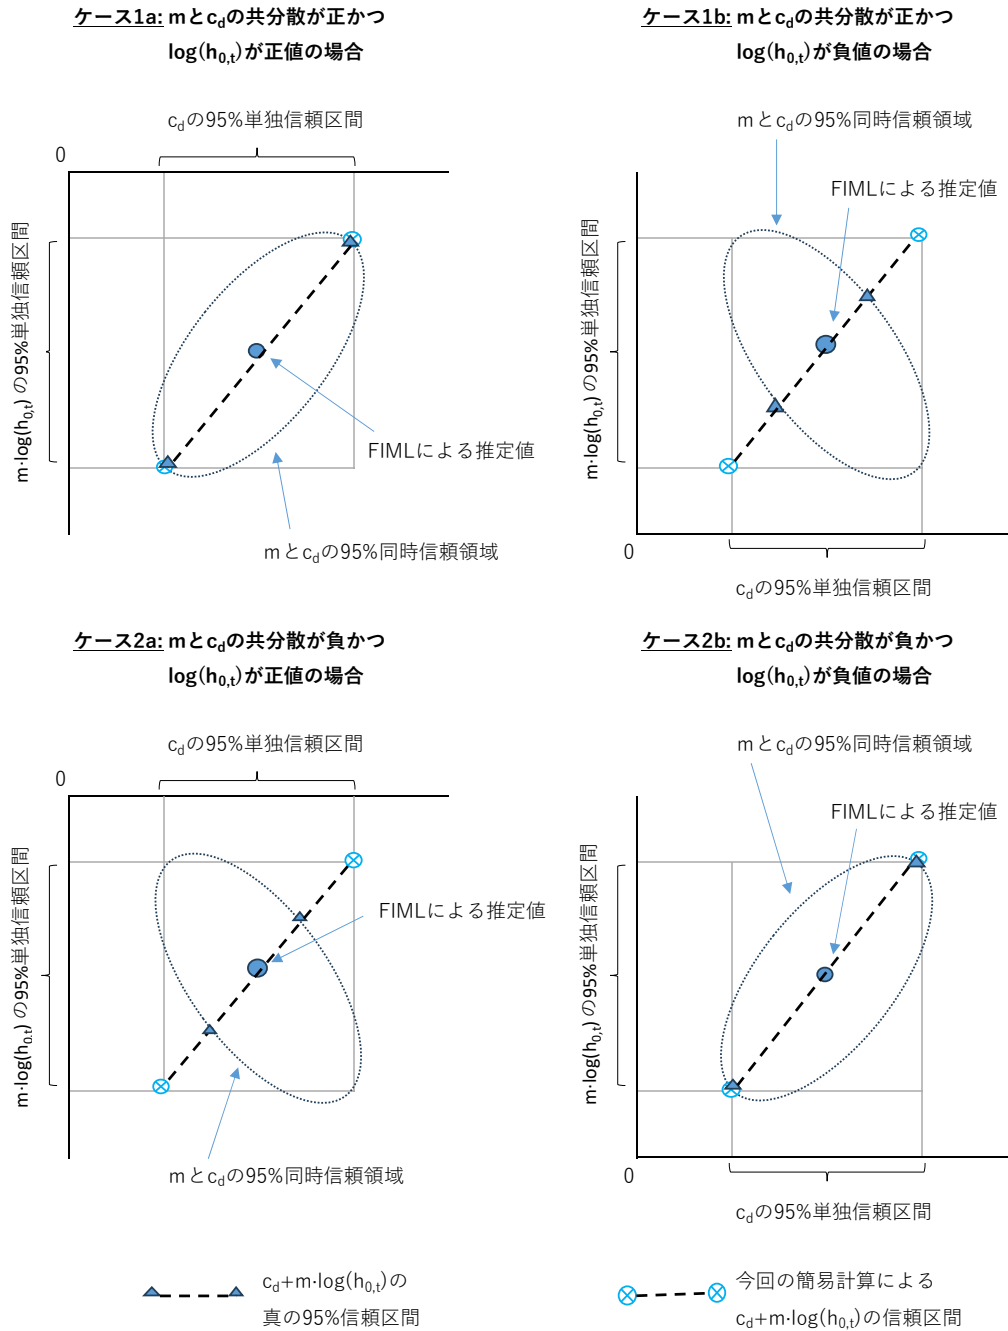 ケース1a: mとcdの共分散が正かつ
log(h0,t)が正値の場合
cdの95%単独信頼区間
0
m·log(h0,t) の95%単独信頼区間
FIMLによる推定値
mとcdの95%同時信頼領域
ケース1b: mとcdの共分散が正かつ
log(h0,t)が負値の場合
mとcdの95%同時信頼領域
FIMLによる推定値
m·log(h0,t) の95%単独信頼区間
0
cdの95%単独信頼区間
ケース2a: mとcdの共分散が負かつ
log(h0,t)が正値の場合
cdの95%単独信頼区間
0
m·log(h0,t) の95%単独信頼区間
FIMLによる推定値
mとcdの95%同時信頼領域
ケース2b: mとcdの共分散が負かつ
log(h0,t)が負値の場合
mとcdの95%同時信頼領域
FIMLによる推定値
m·log(h0,t) の95%単独信頼区間
0
cdの95%単独信頼区間
cd+m·log(h0,t)の
真の95%信頼区間
今回の簡易計算による
cd+m·log(h0,t)の信頼区間